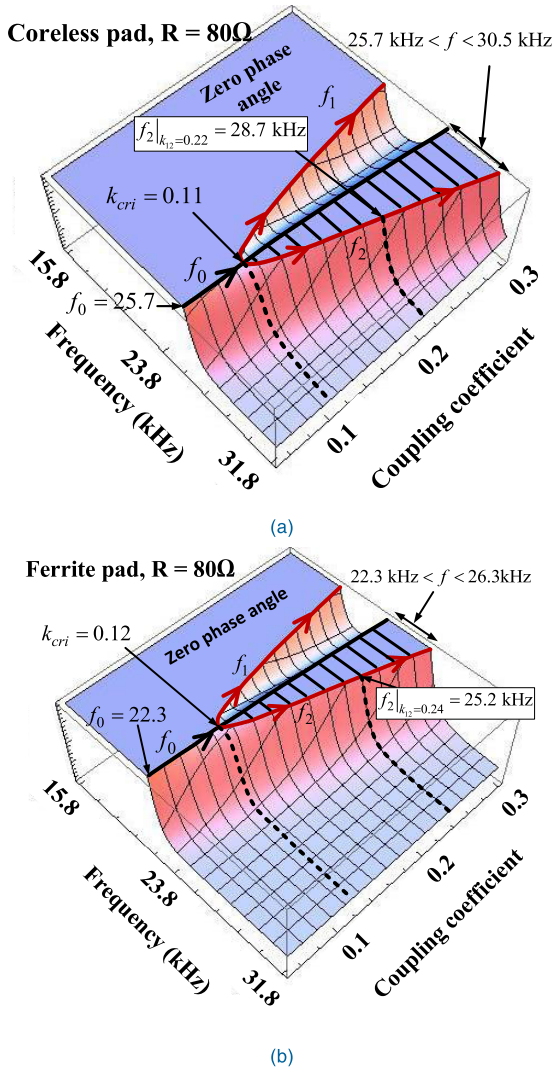 Coreless pad, R = 80Ω
25.7 kHz < f < 30.5 kHz
Zero phase
angle
f₁
f₂|ₖ₁₂₌₀.₂₂ = 28.7 kHz
k_cri = 0.11
f₀
f₂
15.8
f₀ = 25.7
0.3
Frequency (kHz)
23.8
0.2
Coupling coefficient
0.1
31.8
(a)
Ferrite pad, R = 80Ω
22.3 kHz < f < 26.3kHz
Zero phase angle
k_cri = 0.12
f₁
f₂|ₖ₁₂₌₀.₂₄ = 25.2 kHz
f₀ = 22.3
f₀
f₂
15.8
0.3
Frequency (kHz)
23.8
0.2
Coupling coefficient
0.1
31.8
(b)